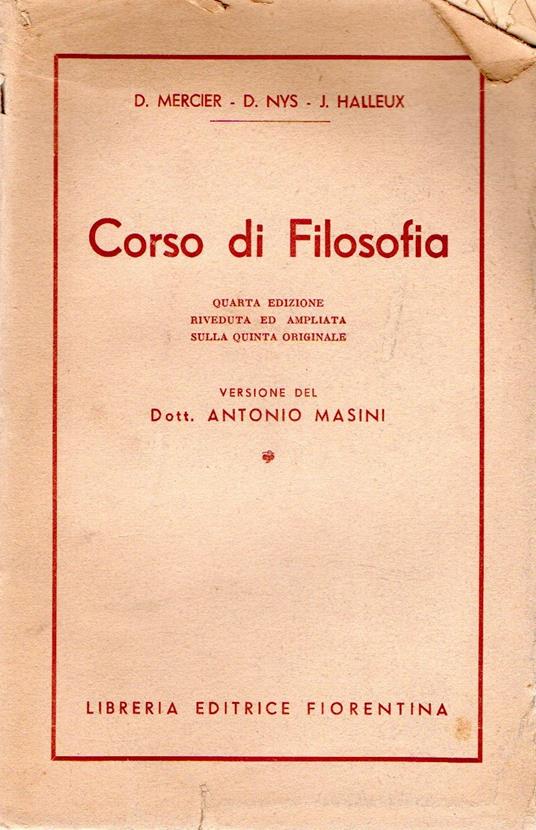 D. MERCIER - D. NYS - J. HALLEUX
Corso di Filosofia
QUARTA EDIZIONE
RIVEDUTA ED AMPLIATA
SULLA QUINTA ORIGINALE
VERSIONE DEL
Dott. ANTONIO MASINI
LIBRERIA EDITRICE FIORENTINA